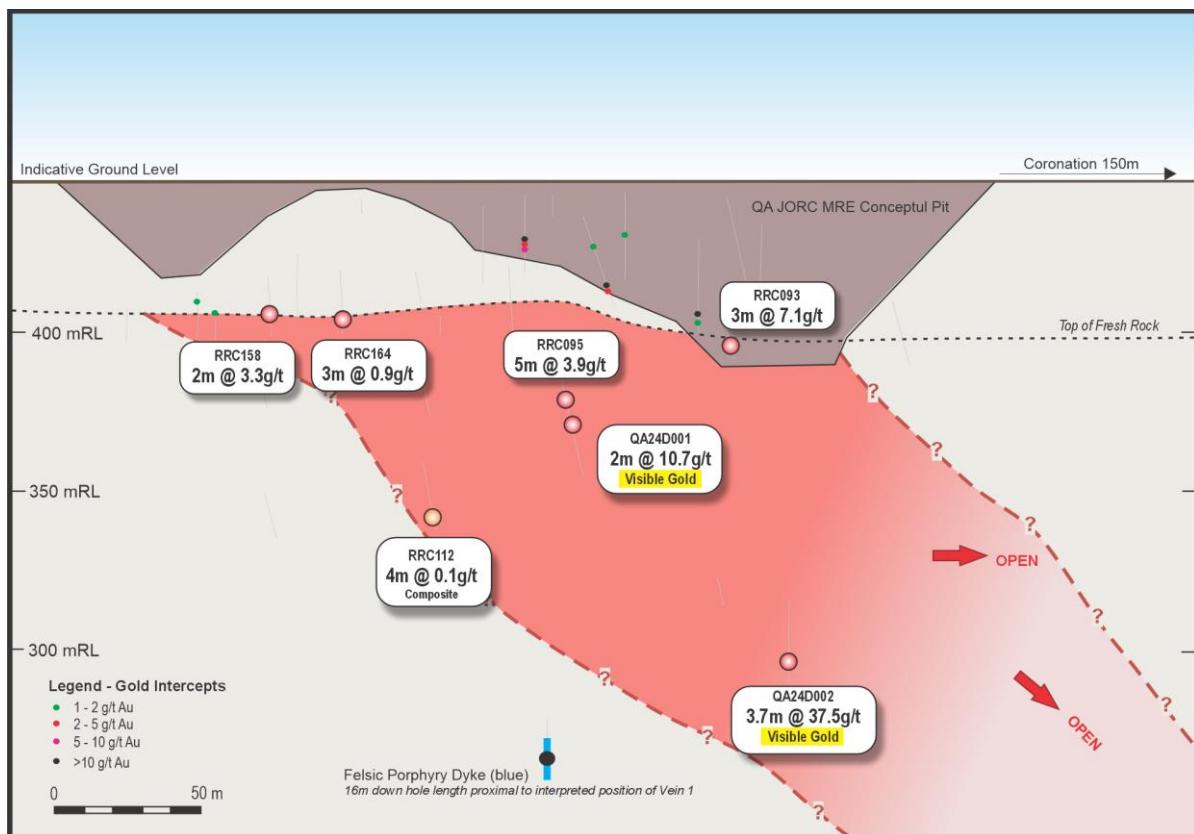 Indicative Ground Level
Coronation 150m
QA JORC MRE Conceptul Pit
RRC093
3m @ 7.1g/t
Top of Fresh Rock
400 mRL
RRC158
2m @ 3.3g/t
RRC164
3m @ 0.9g/t
RRC095
5m @ 3.9g/t
?
?
QA24D001
2m @ 10.7g/t
Visible Gold
?
350 mRL
?
?
RRC112
4m @ 0.1g/t
Composite
OPEN
?
?
300 mRL
?
Legend - Gold Intercepts
1 - 2 g/t Au
2 - 5 g/t Au
5 - 10 g/t Au
>10 g/t Au
QA24D002
3.7m @ 37.5g/t
Visible Gold
?
?
OPEN
Felsic Porphyry Dyke (blue)
16m down hole length proximal to interpreted position of Vein 1
0 50 m
?